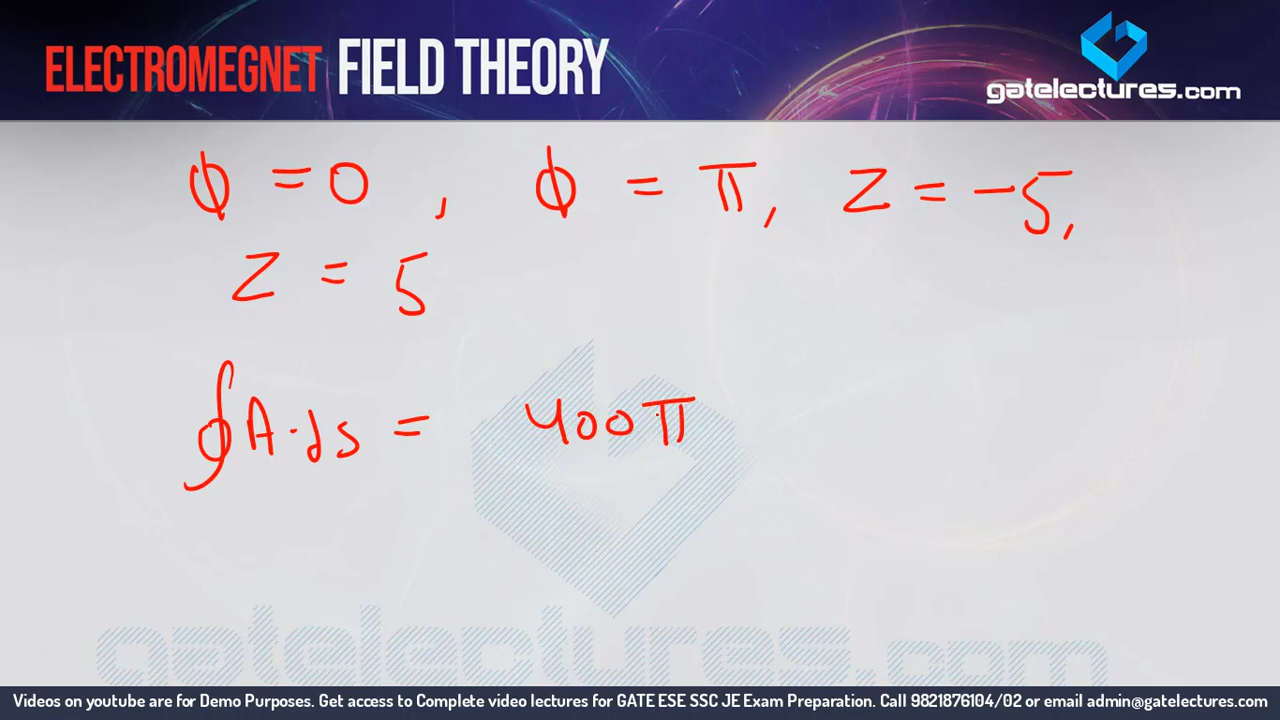 ELECTROMEGNET FIELD THEORY
gatelectures.com
ϕ = 0 , ϕ = π, z = -5,
z = 5
∮A·ds = 400π
gatelectures.com
Videos on youtube are for Demo Purposes. Get access to Complete video lectures for GATE ESE SSC JE Exam Preparation. Call 9821876104/02 or email admin@gatelectures.com